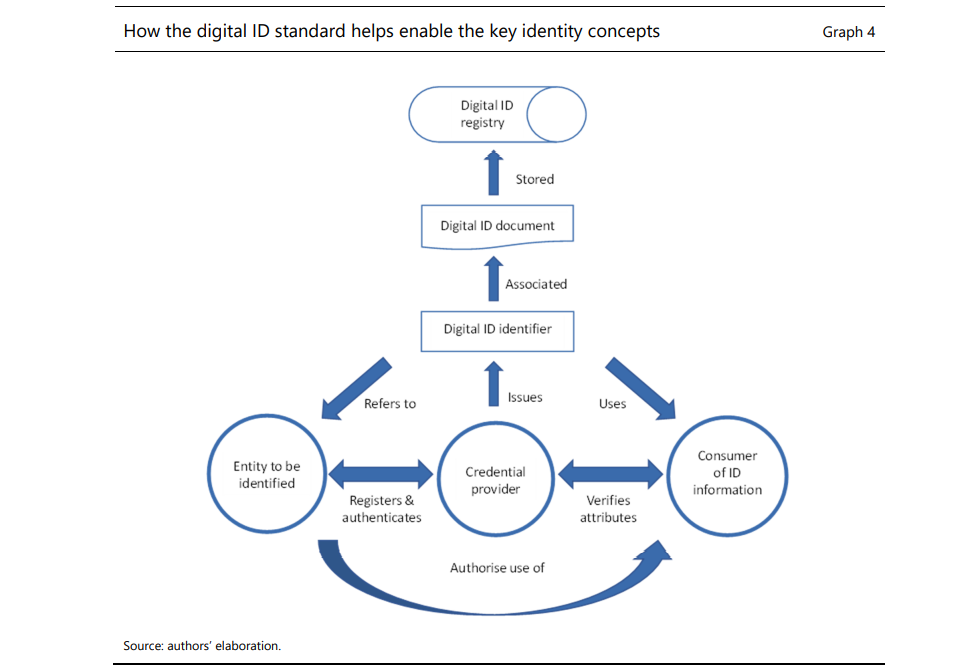 How the digital ID standard helps enable the key identity concepts
Graph 4
Digital ID
registry
Stored
Digital ID document
Associated
Digital ID identifier
Refers to
Issues
Uses
Entity to be
identified
Credential
provider
Consumer
of ID
information
Registers &
authenticates
Verifies
attributes
Authorise use of
Source: authors’ elaboration.